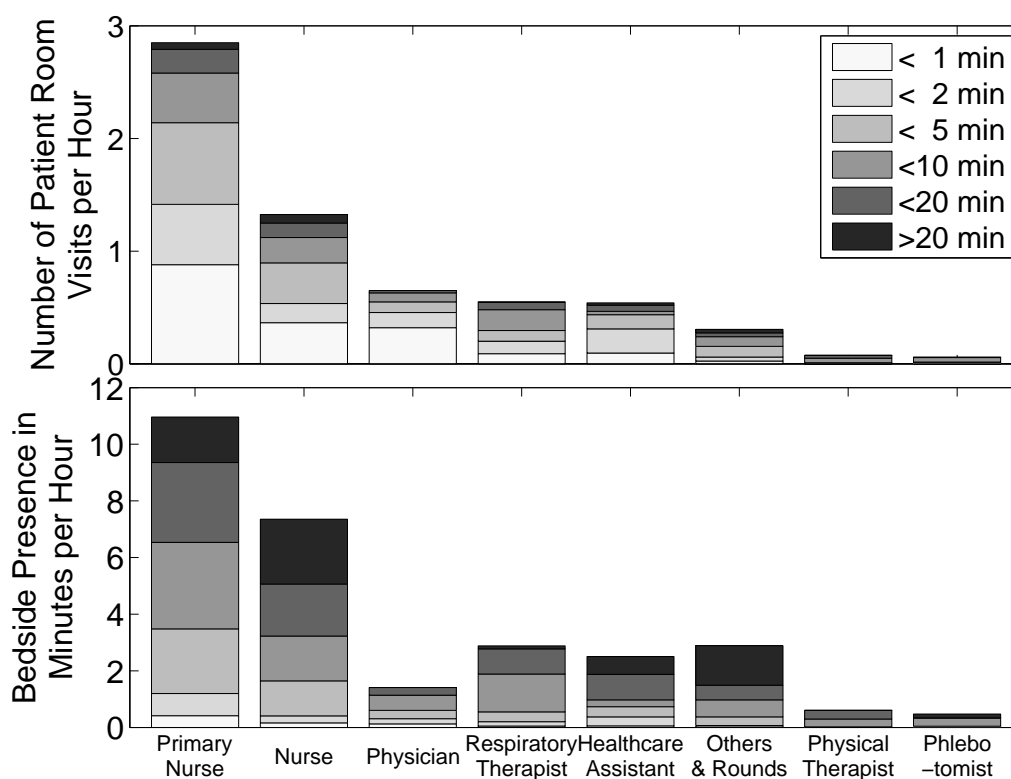 Number of Patient Room
Visits per Hour
3
2
1
0
< 1 min
< 2 min
< 5 min
<10 min
<20 min
>20 min
Bedside Presence in
Minutes per Hour
12
10
8
6
4
2
0
Primary
Nurse
Nurse
Physician
Respiratory
Therapist
Healthcare
Assistant
Others
& Rounds
Physical
Therapist
Phlebo
−tomist